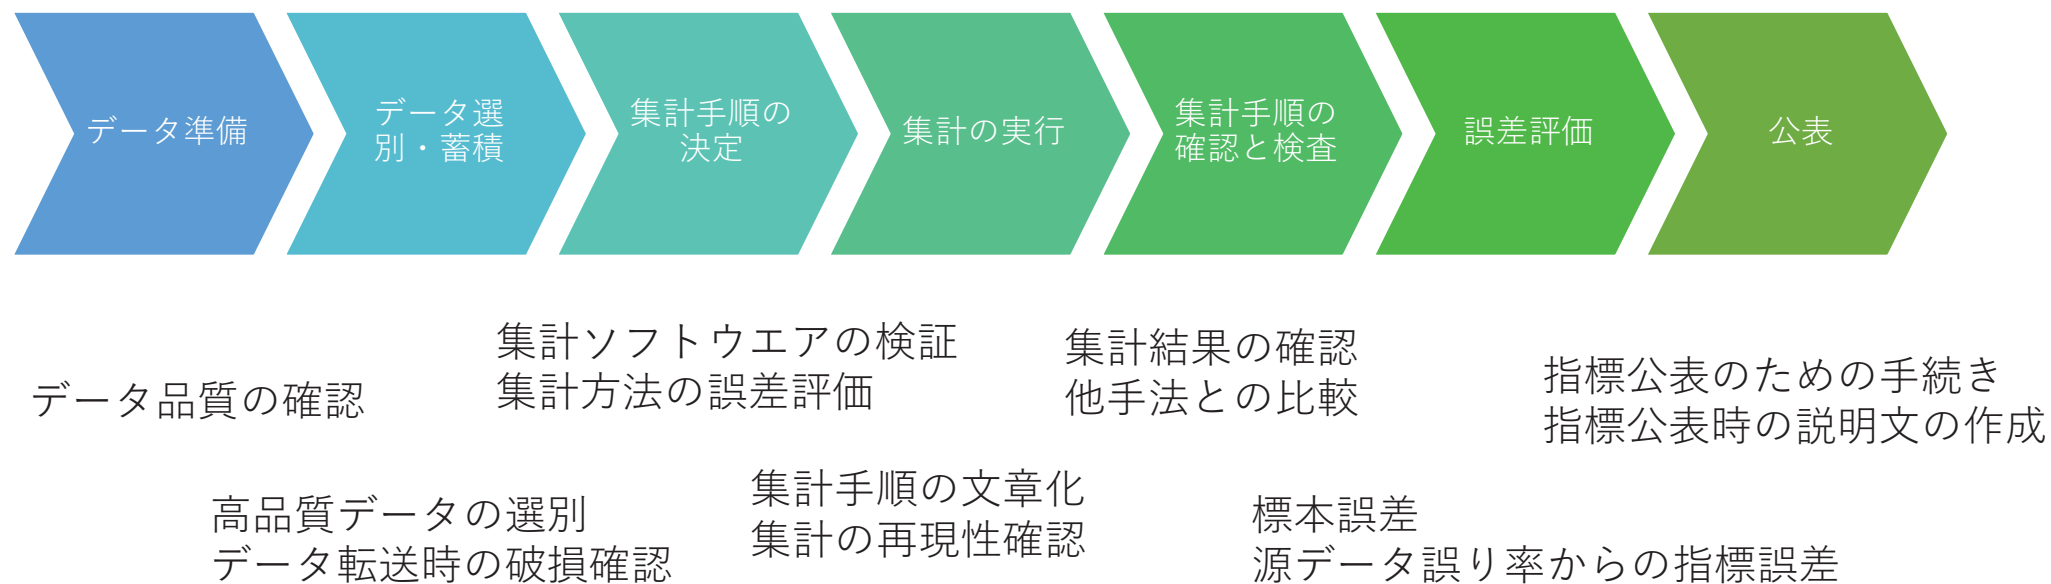 データ準備
データ選
別・蓄積
集計手順の
決定
集計の実行
集計手順の
確認と検査
誤差評価
公表
データ品質の確認
高品質データの選別
データ転送時の破損確認
集計ソフトウエアの検証
集計方法の誤差評価
集計手順の文章化
集計の再現性確認
集計結果の確認
他手法との比較
標本誤差
源データ誤り率からの指標誤差
指標公表のための手続き
指標公表時の説明文の作成